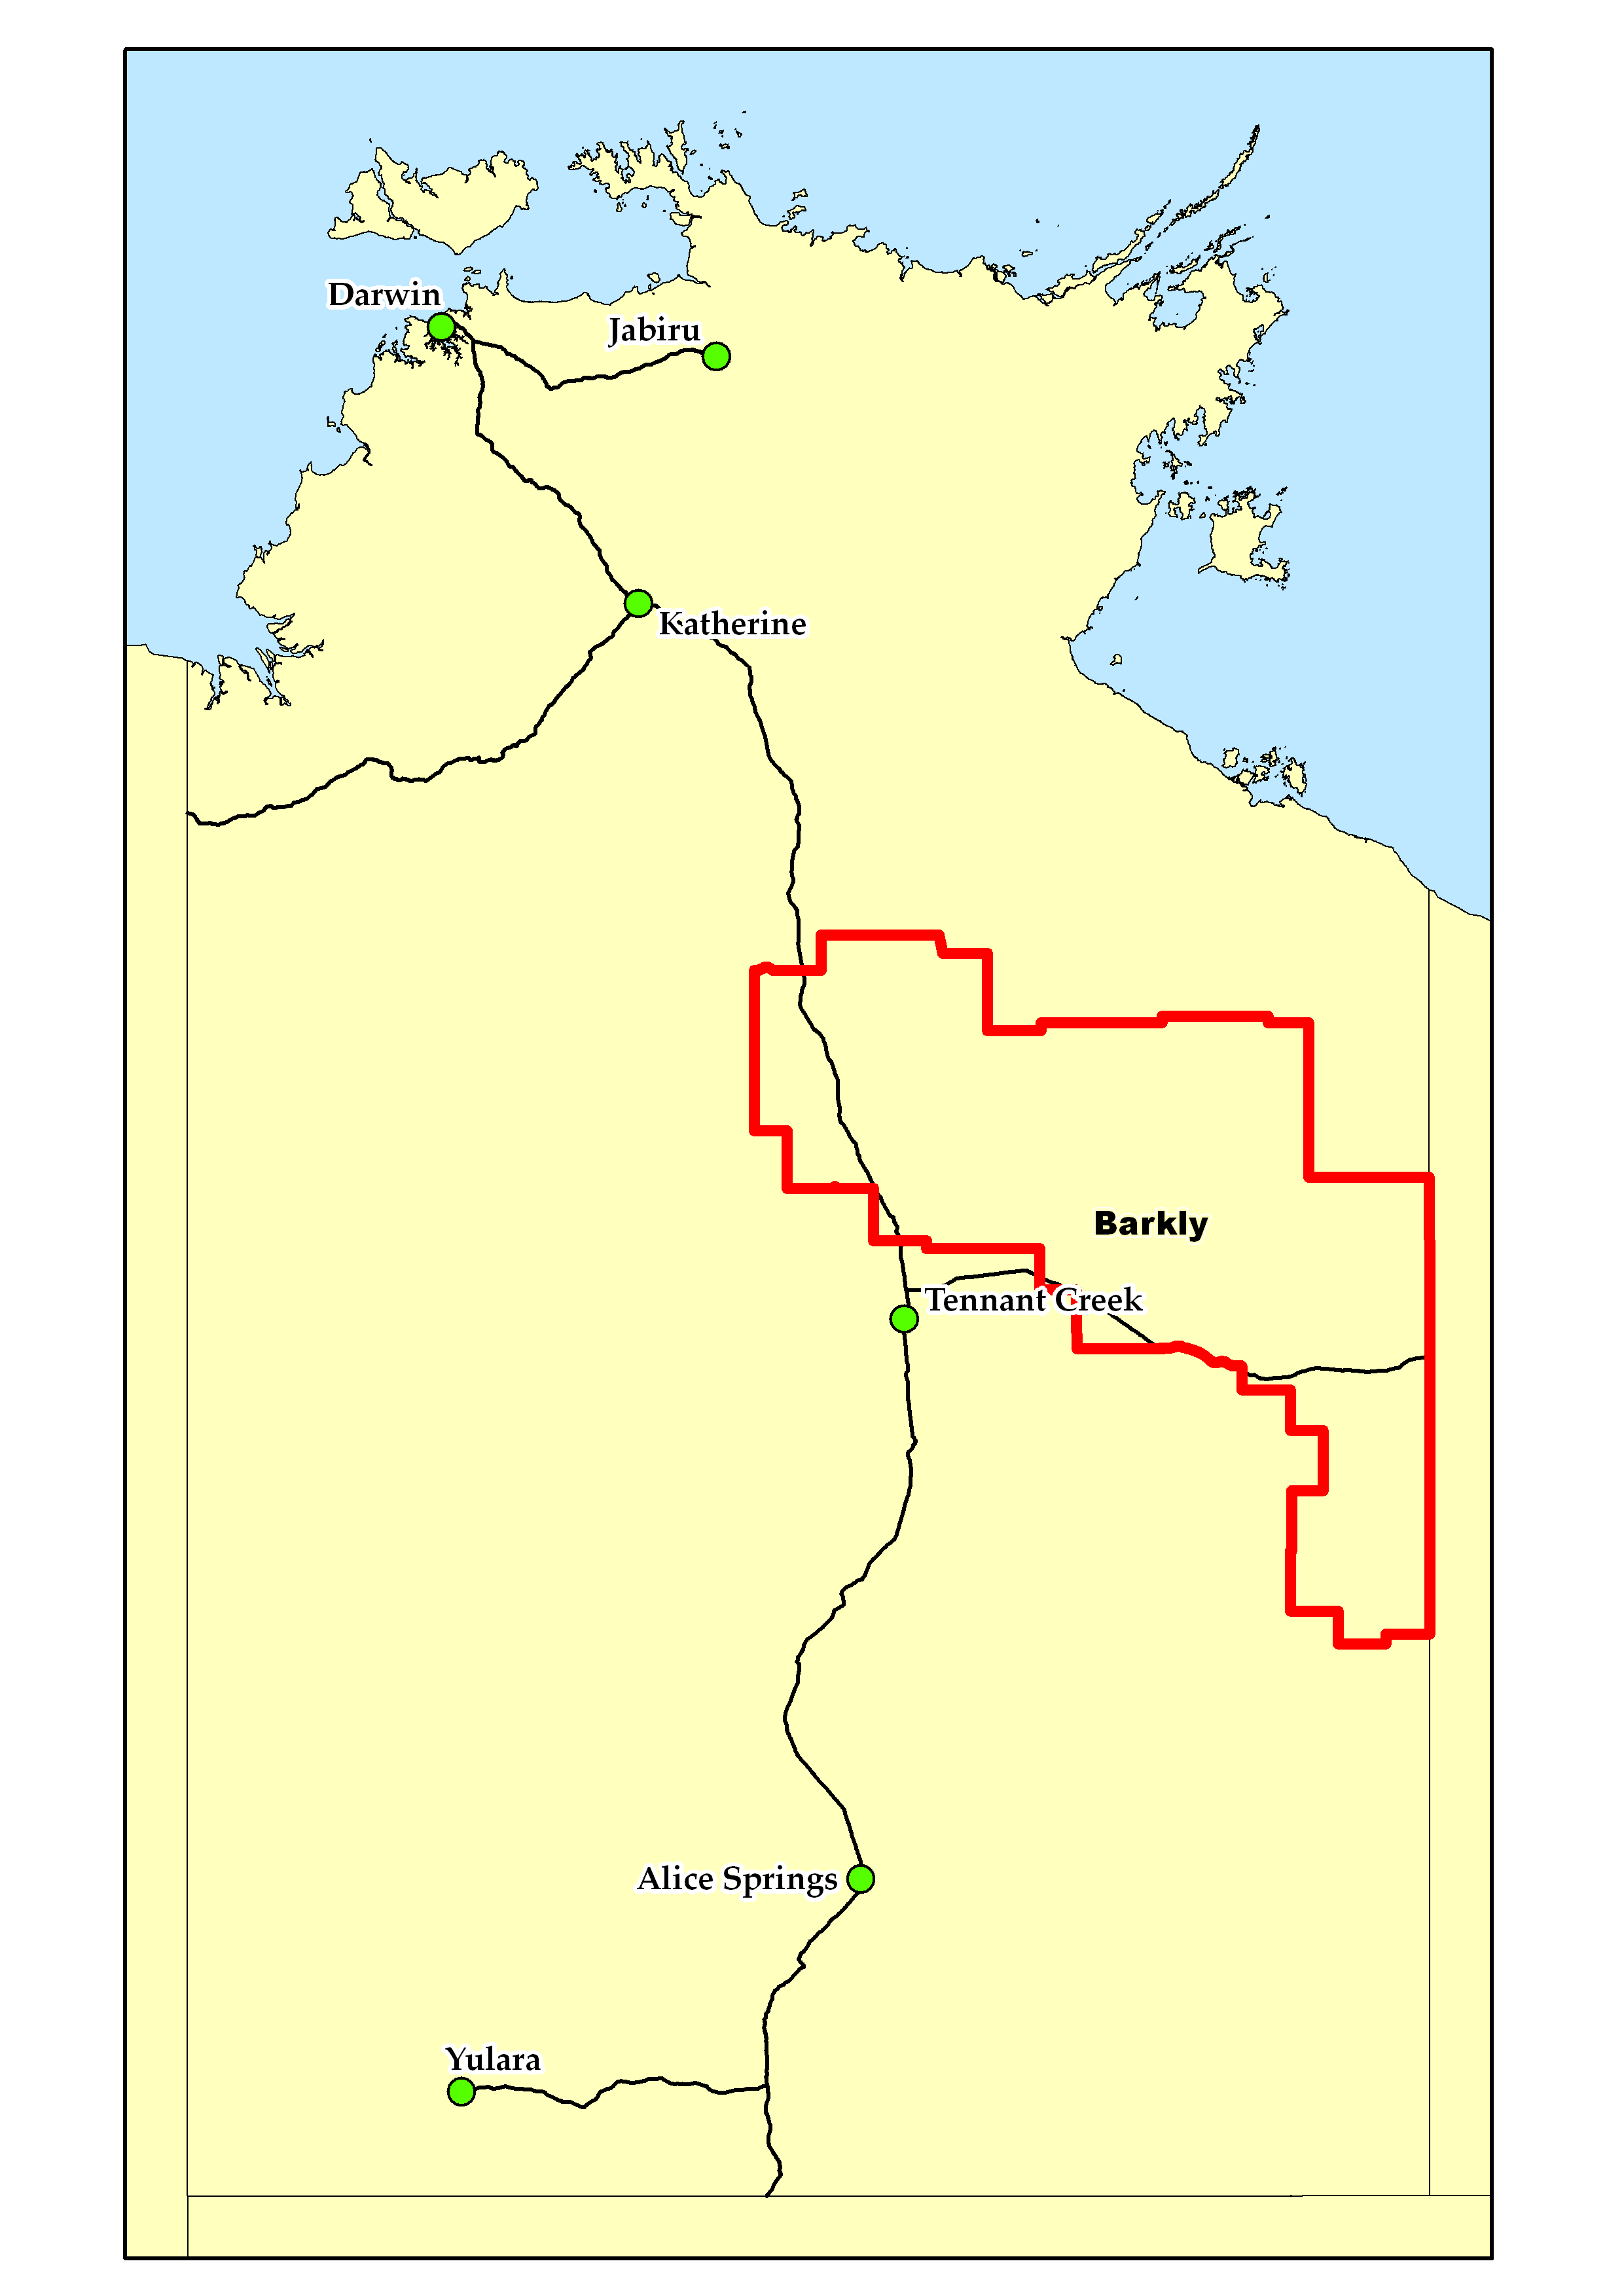 Darwin
Jabiru
Katherine
Barkly
Tennant Creek
Alice Springs
Yulara